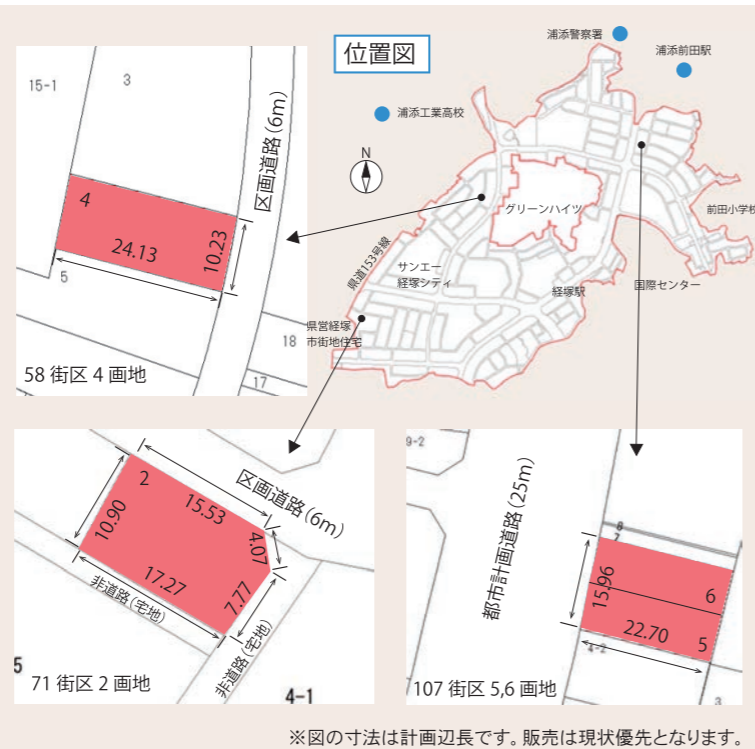 位置図
浦添警察署
浦添前田駅
浦添工業高校
N
グリーンハイツ
前田小学校
県道153号線
サンエー
経塚シティ
経塚駅
国際センター
県営経塚
市街地住宅
15-1
3
4
区画道路(6m)
24.13
10.23
5
18
17
58 街区 4 画地
2
区画道路(6m)
15.53
10.90
4.07
17.27
7.77
非道路(宅地)
非道路(宅地)
5
4-1
71 街区 2 画地
9-2
都市計画道路(25m)
8
7
15.96
6
22.70
5
4-2
3
107 街区 5,6 画地
※図の寸法は計画辺長です。販売は現状優先となります。